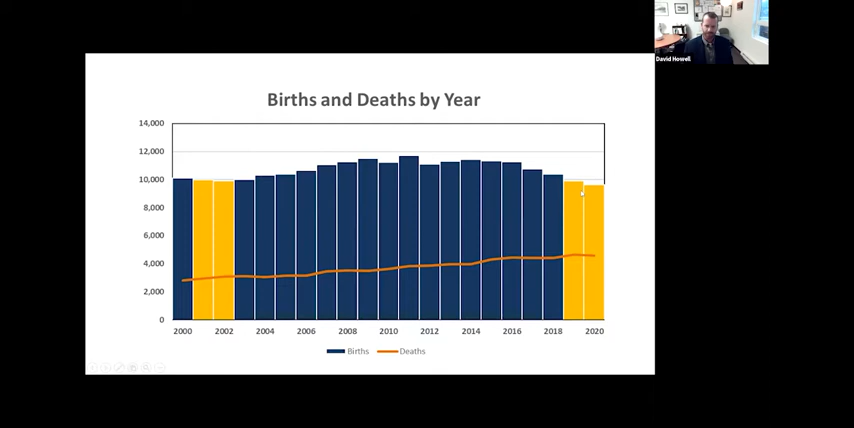 David Howell
Births and Deaths by Year
14,000
12,000
10,000
8,000
6,000
4,000
2,000
0
2000 2002 2004 2006 2008 2010 2012 2014 2016 2018 2020
Births Deaths